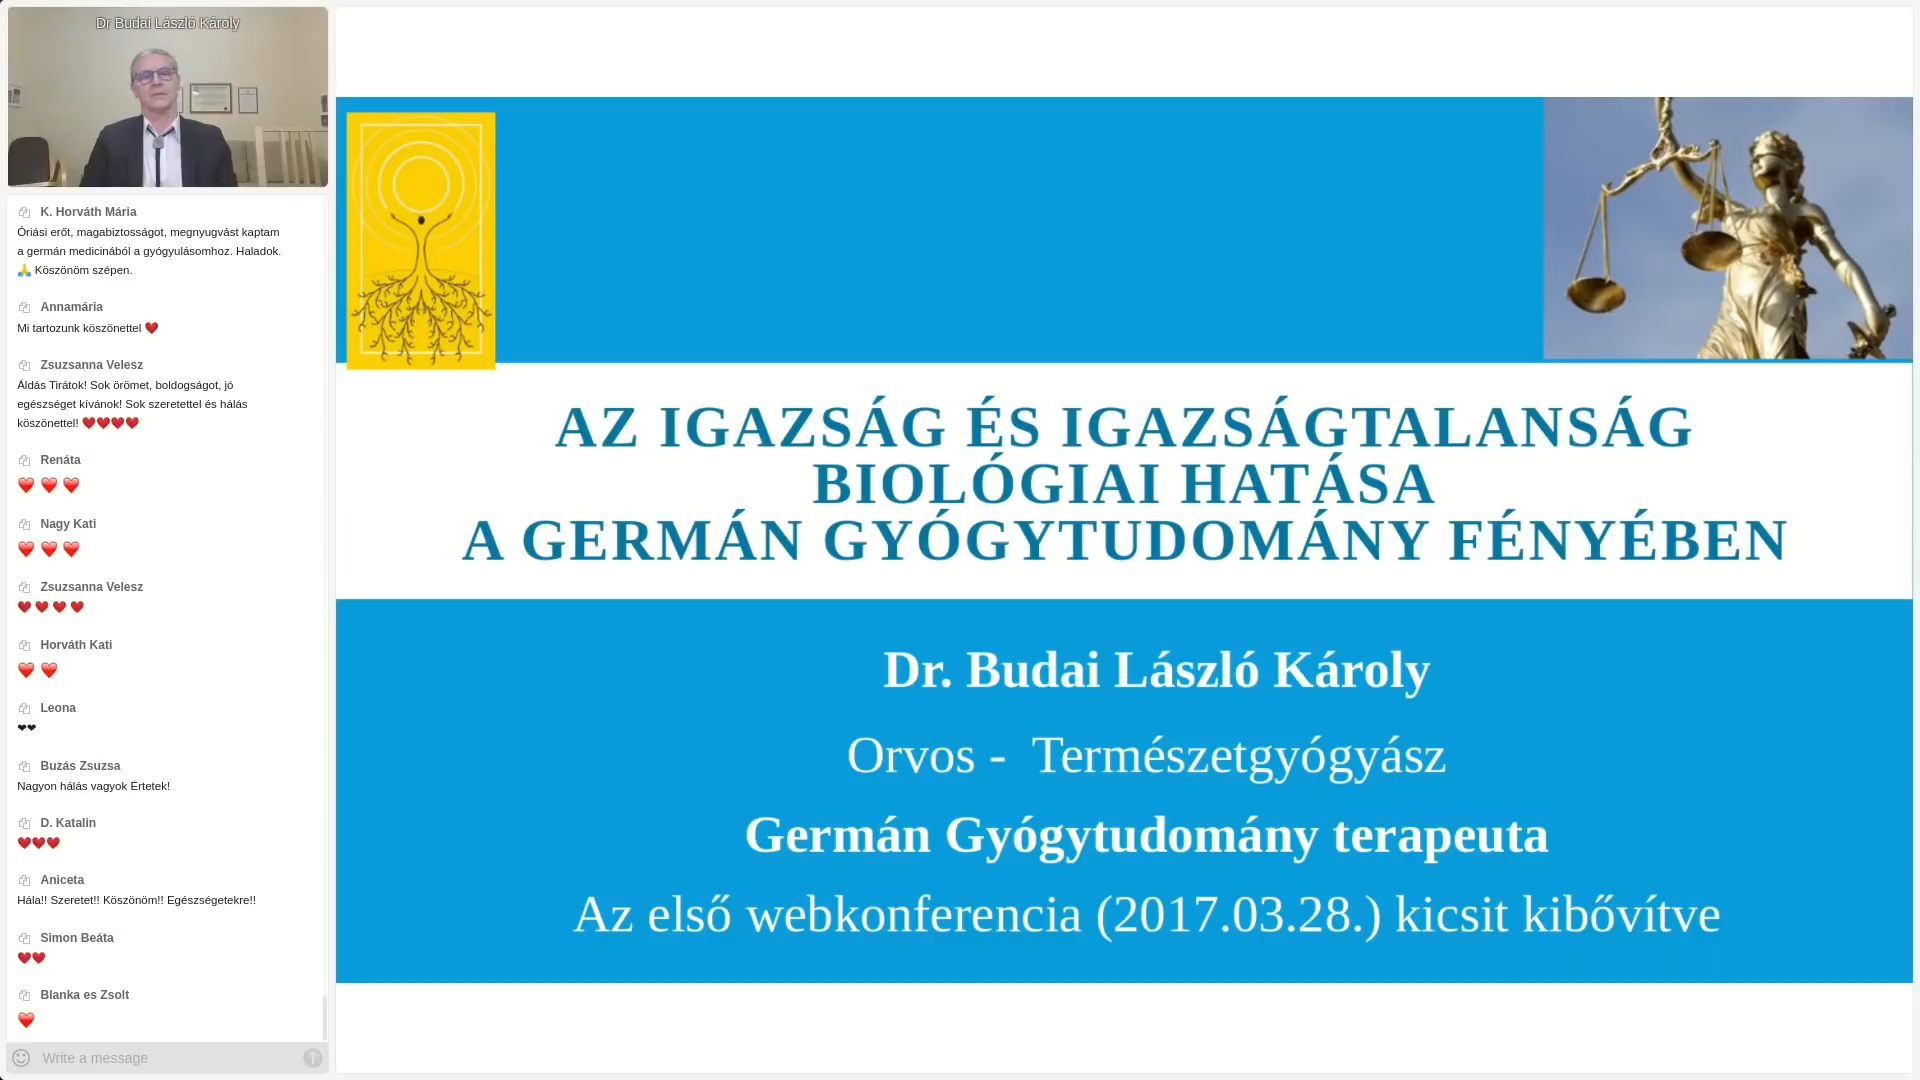 Dr Budai László Károly
K. Horváth Mária
Óriási erőt, magabiztosságot, megnyugvást kaptam
a germán medicinából a gyógyulásomhoz. Haladok.
🙏 Köszönöm szépen.
Annamária
Mi tartozunk köszönettel ❤️
Zsuzsanna Velesz
Áldás Tirátok! Sok örömet, boldogságot, jó
egészséget kívánok! Sok szeretettel és hálás
köszönettel! ❤️❤️❤️❤️
Renáta
❤️ ❤️ ❤️
Nagy Kati
❤️ ❤️ ❤️
Zsuzsanna Velesz
❤️ ❤️ ❤️ ❤️
Horváth Kati
❤️ ❤️
Leona
❤❤
Buzás Zsuzsa
Nagyon hálás vagyok Értetek!
D. Katalin
❤️❤️❤️
Aniceta
Hála!! Szeretet!! Köszönöm!! Egészségetekre!!
Simon Beáta
❤️❤️
Blanka es Zsolt
❤️
Write a message
AZ IGAZSÁG ÉS IGAZSÁGTALANSÁG
BIOLÓGIAI HATÁSA
A GERMÁN GYÓGYTUDOMÁNY FÉNYÉBEN
Dr. Budai László Károly
Orvos - Természetgyógyász
Germán Gyógytudomány terapeuta
Az első webkonferencia (2017.03.28.) kicsit kibővítve